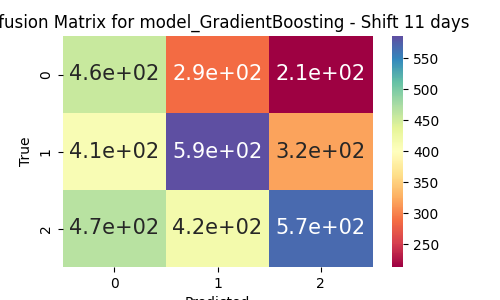 fusion Matrix for model_GradientBoosting - Shift 11 days
0 4.6e+02 2.9e+02 2.1e+02
1 4.1e+02 5.9e+02 3.2e+02
2 4.7e+02 4.2e+02 5.7e+02
True
0 1 2
Predicted
550
500
450
400
350
300
250